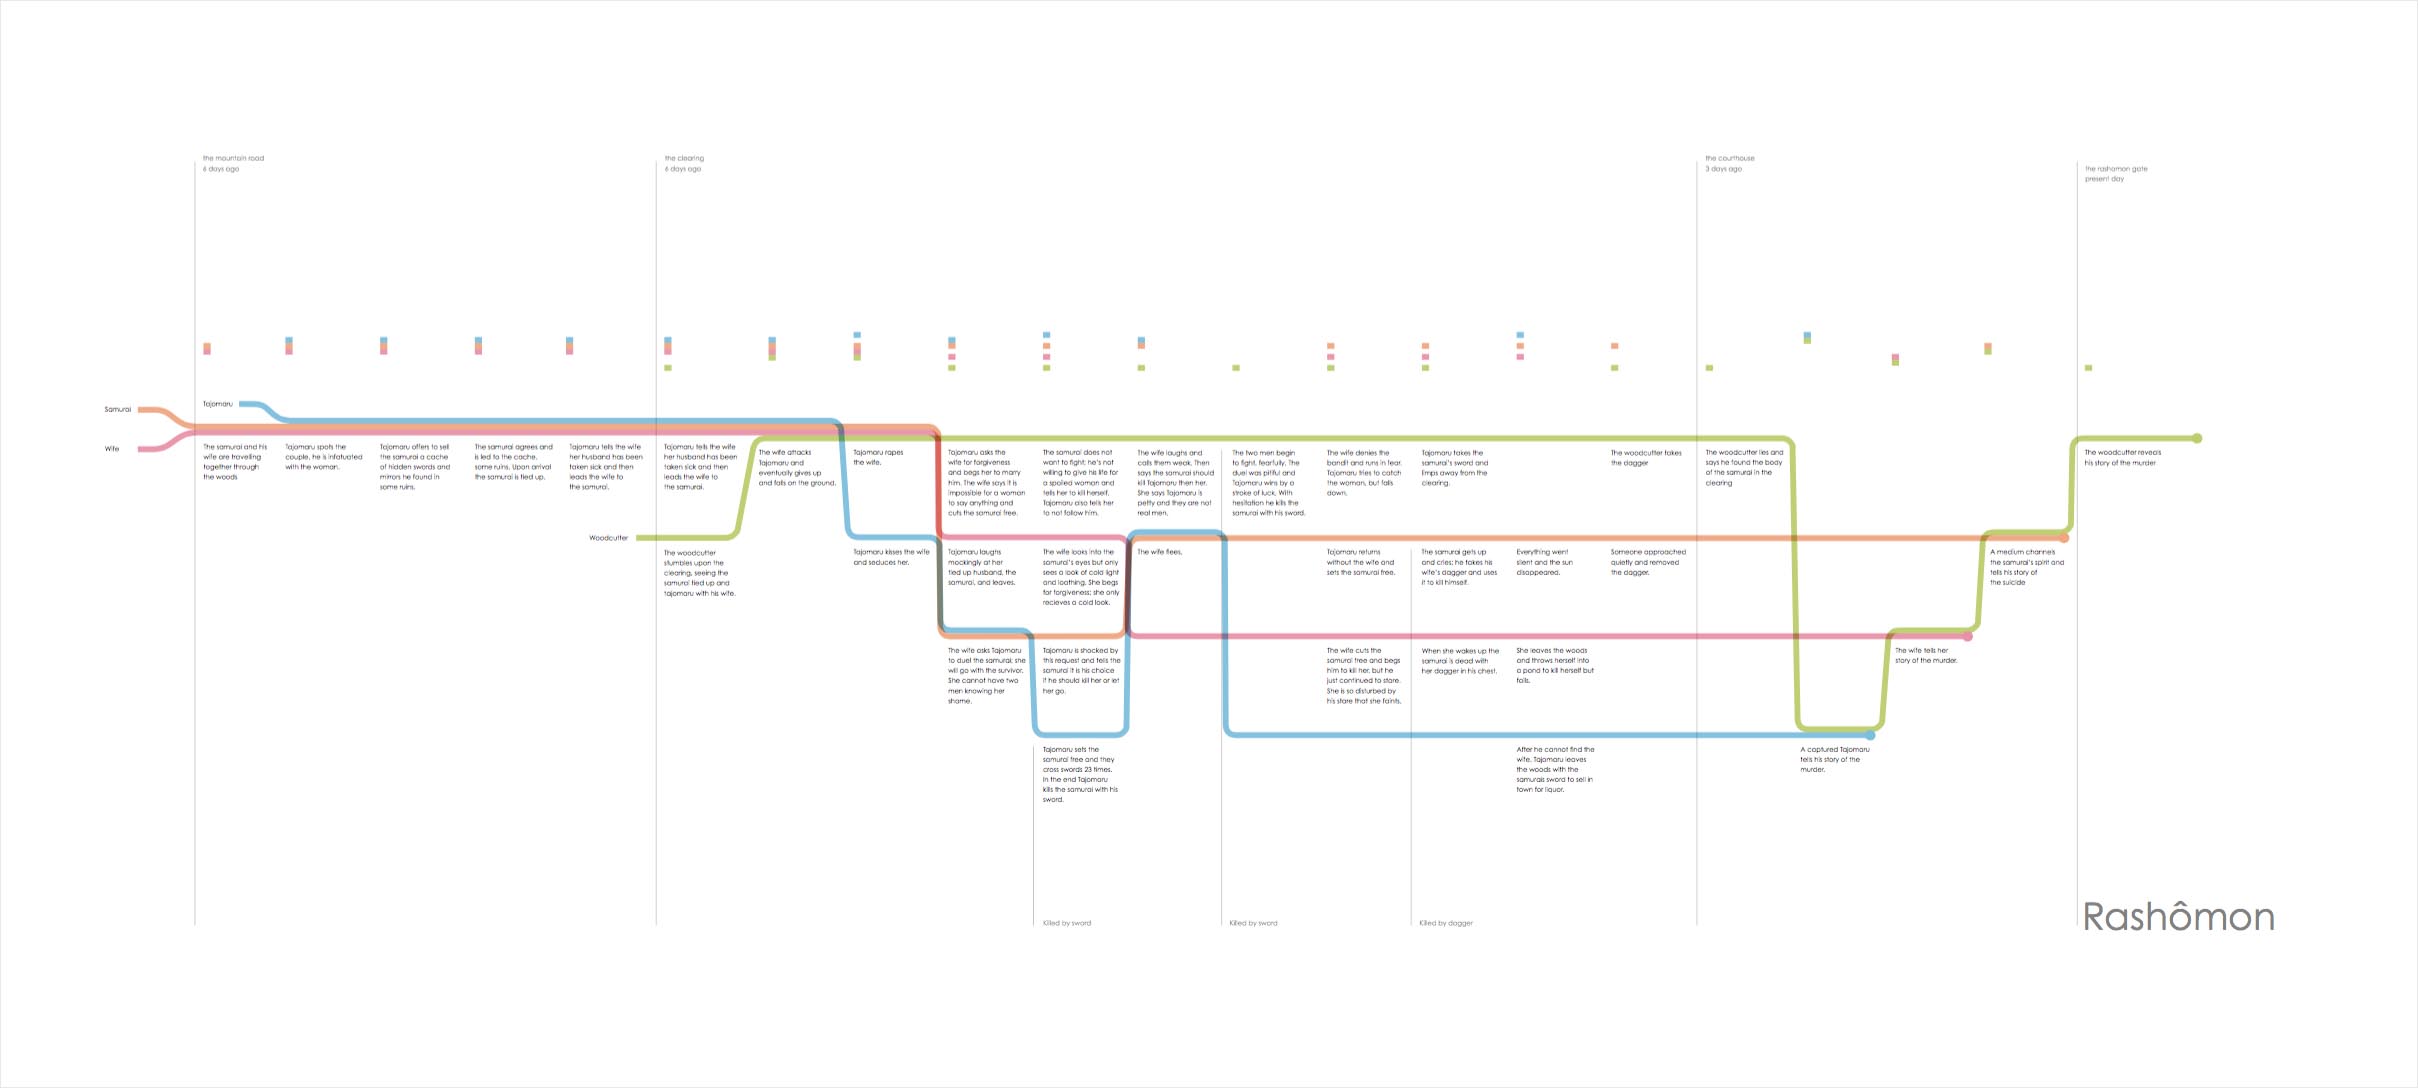 the mountain road
6 days ago
the clearing
6 days ago
the courthouse
3 days ago
the rashomon gate
present day
Samurai
Tajomaru
Wife
The samurai and his
wife are traveling
together through
the woods
Tajomaru spots the
couple, he is infatuated
with the woman.
Tajomaru offers to sell
the samurai a cache
of hidden swords and
mirrors he found in
some ruins.
The samurai agrees and
is led to the cache.
some ruins. Upon arrival
the samurai is tied up.
Tajomaru tells the wife
her husband has been
taken sick and then
leads the wife to
the samurai.
Tajomaru tells the wife
her husband has been
taken sick and then
leads the wife to
the samurai.
The wife attacks
Tajomaru and
eventually gives up
and falls on the ground.
Tajomaru rapes
the wife.
Tajomaru asks the
wife for forgiveness
and begs her to marry
him. The wife says it is
impossible for a woman
to say anything and
cuts the samurai free.
The samurai does not
want to fight; he's not
willing to give his life for
a spoiled woman and
tells her to kill herself.
Tajomaru also tells her
to not follow him.
The wife laughs and
calls them weak. Then
says the samurai should
kill Tajomaru then her.
She says Tajomaru is
petty and they are not
real men.
The two men begin
to fight, fearfully. The
duel was pitiful and
Tajomaru wins by a
stroke of luck. With
hesitation he kills the
samurai with his sword.
The wife denies the
bandit and runs in fear.
Tajomaru tries to catch
the woman, but falls
down.
Tajomaru takes the
samurai's sword and
limps away from the
clearing.
The woodcutter takes
the dagger
The woodcutter lies and
says he found the body
of the samurai in the
clearing
The woodcutter reveals
his story of the murder
Woodcutter
The woodcutter
stumbles upon the
clearing, seeing the
samurai tied up and
tajomaru with his wife.
Tajomaru kisses the wife
and seduces her.
Tajomaru laughs
mockingly at her
tied up husband, the
samurai, and leaves.
The wife looks into the
samurai's eyes but only
sees a look of cold light
and loathing. She begs
for forgiveness; she only
recieves a cold look.
The wife flees.
Tajomaru returns
without the wife and
sets the samurai free.
The samurai gets up
and cries; he takes his
wife's dagger and uses
it to kill himself.
Everything went
silent and the sun
disappeared.
Someone approached
quietly and removed
the dagger.
A medium channels
the samurai's spirit and
tells his story of
the suicide
The wife asks Tajomaru
to duel the samurai; she
will go with the survivor.
She cannot have two
men knowing her
shame.
Tajomaru is shocked by
this request and tells the
samurai it is his choice
if he should kill her or let
her go.
The wife cuts the
samurai free and begs
him to kill her, but he
just continued to stare.
She is so disturbed by
his stare that she faints.
When she wakes up the
samurai is dead with
her dagger in his chest.
She leaves the woods
and throws herself into
a pond to kill herself but
fails.
The wife tells her
story of the murder.
Tajomaru sets the
samurai free and they
cross swords 23 times.
In the end Tajomaru
kills the samurai with his
sword.
After he cannot find the
wife, Tajomaru leaves
the woods with the
samurais sword to sell in
town for liquor.
A captured Tajomaru
tells his story of the
murder.
Killed by sword
Killed by sword
Killed by dagger
Rashômon